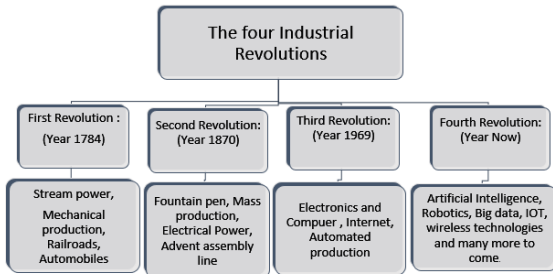 The four Industrial
Revolutions
First Revolution :
(Year 1784)
Second Revolution:
(Year 1870)
Third Revolution:
(Year 1969)
Fourth Revolution:
(Year Now)
Stream power,
Mechanical
production,
Railroads,
Automobiles
Fountain pen, Mass
production,
Electrical Power,
Advent assembly
line
Electronics and
Compuer , Internet,
Automated
production
Artificial Intelligence,
Robotics, Big data, IOT,
wireless technologies
and many more to
come.